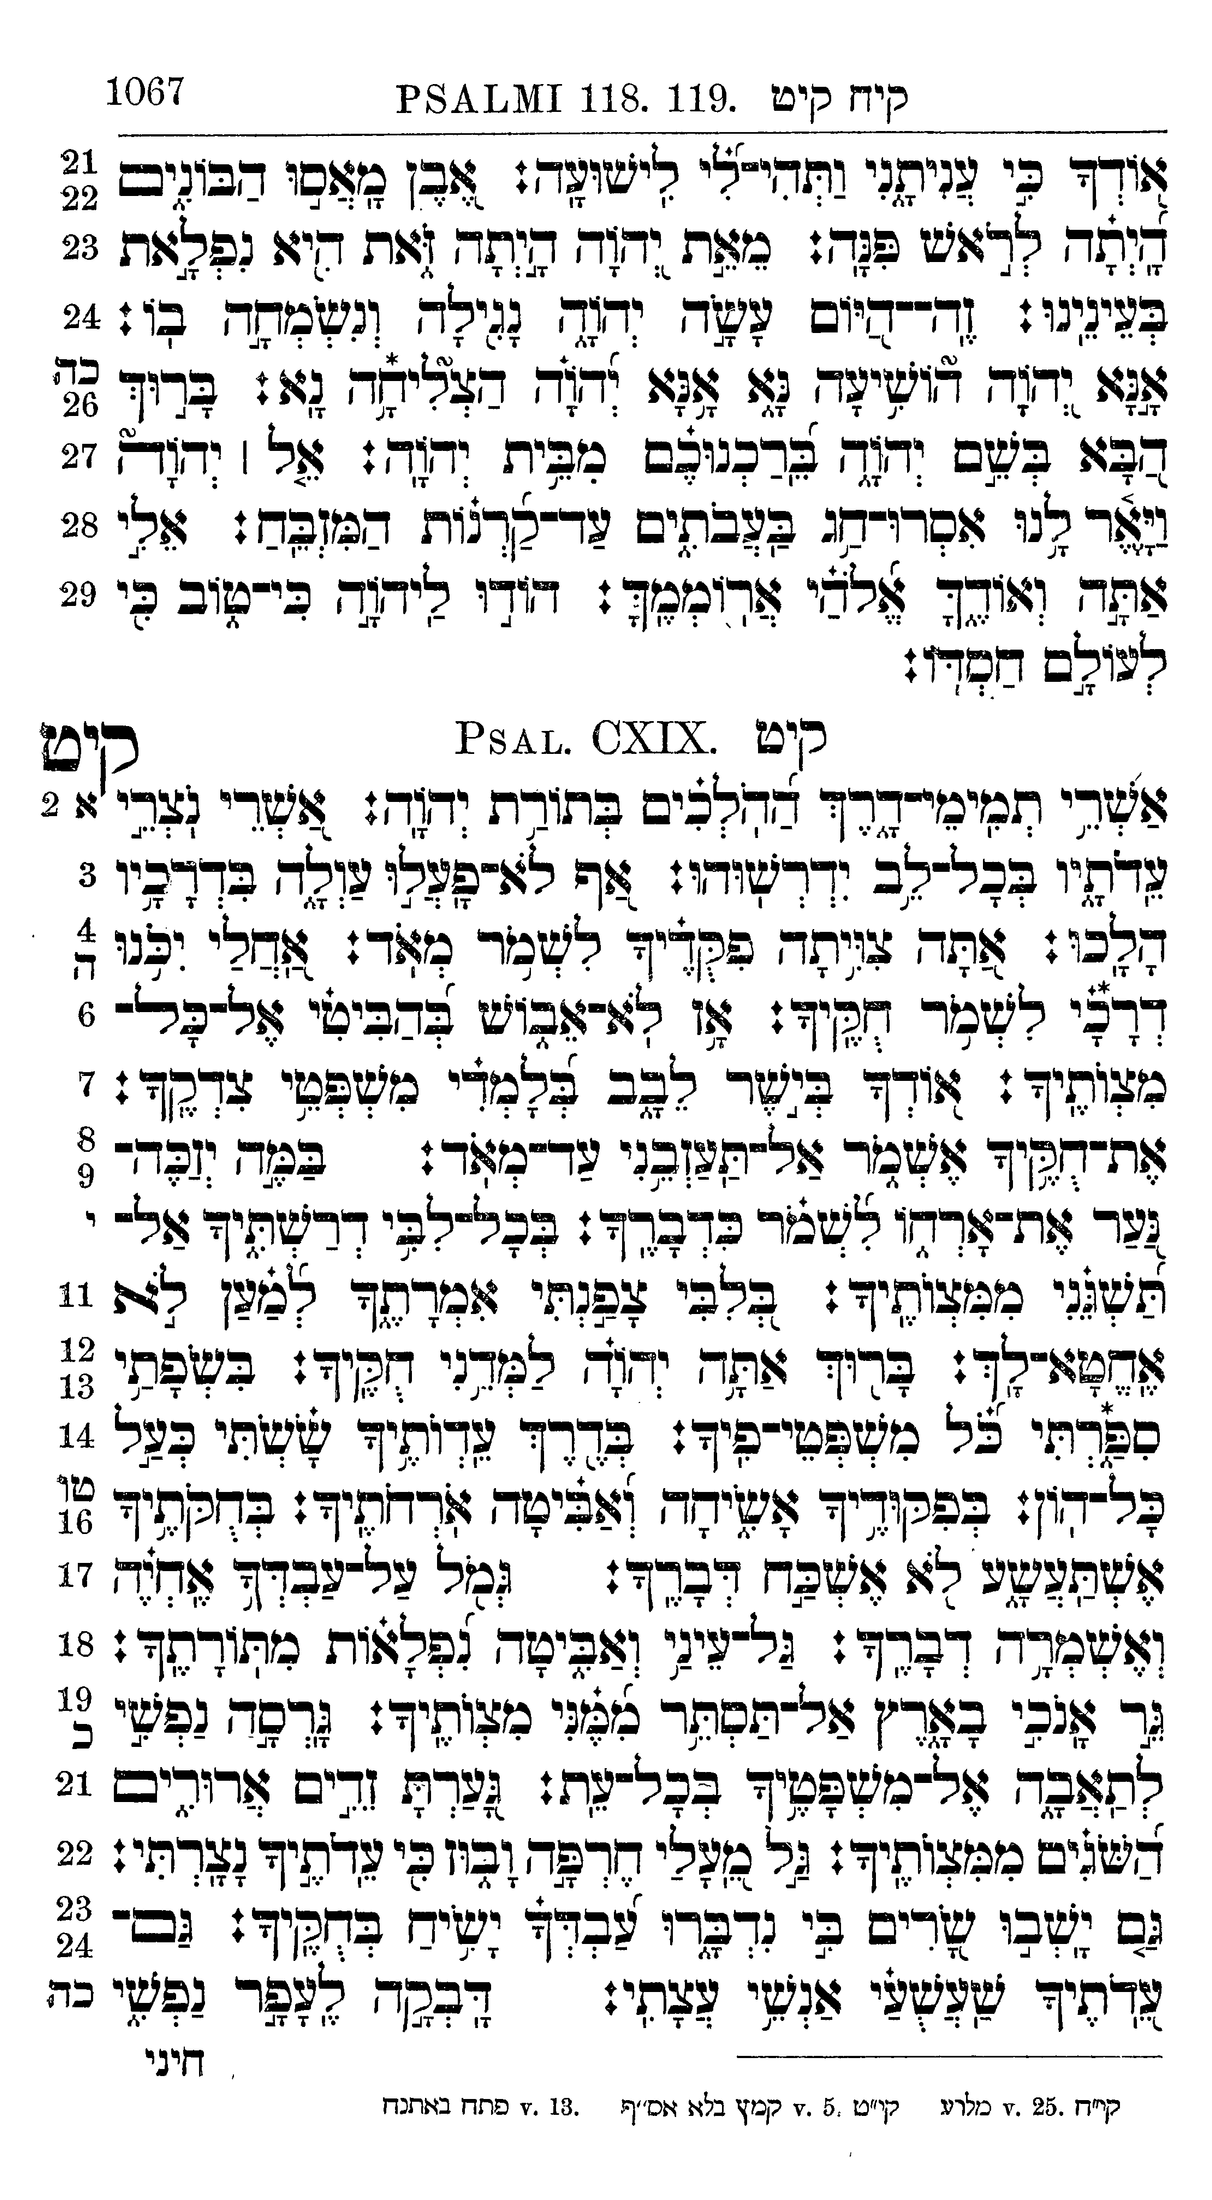 1067 PSALMI 118. 119. קיח קיט
21 22 אוֹדְךָ כִּי עֲנִיתָנִי וַתְּהִי־לִי לִישׁוּעָה׃ אֶבֶן מָאֲסוּ הַבּוֹנִים
23 הָיְתָה לְרֹאשׁ פִּנָּה׃ מֵאֵת יְהוָֹה הָיְתָה זֹּאת הִיא נִפְלָאת
24 בְּעֵינֵינוּ׃ זֶה־הַיּוֹם עָשָׂה יְהוָֹה נָגִילָה וְנִשְׂמְחָה בוֹ׃
כה 26 אָנָּא יְהוָֹה הוֹשִׁיעָה נָּא אָנָּא יְהוָֹה הַצְלִיחָה* נָּא׃ בָּרוּךְ
27 הַבָּא בְּשֵׁם יְהוָֹה בֵּרַכְנוּכֶם מִבֵּית יְהוָֹה׃ אֵל ׀ יְהוָֹה
28 וַיָּאֶר לָנוּ אִסְרוּ־חַג בַּעֲבֹתִים עַד־קַרְנוֹת הַמִּזְבֵּחַ׃ אֵלִי
29 אַתָּה וְאוֹדֶךָּ אֱלֹהַי אֲרוֹמְמֶךָּ׃ הוֹדוּ לַיהוָֹה כִּי־טוֹב כִּי
לְעוֹלָם חַסְדּוֹ׃
קיט PSAL. CXIX. קיט
א 2 אַשְׁרֵי תְמִימֵי־דָרֶךְ הַהֹלְכִים בְּתוֹרַת יְהוָֹה׃ אַשְׁרֵי נֹצְרֵי
3 עֵדֹתָיו בְּכָל־לֵב יִדְרְשׁוּהוּ׃ אַף לֹא־פָעֲלוּ עַוְלָה בִּדְרָכָיו
4 ה הָלָכוּ׃ אַתָּה צִוִּיתָה פִקֻּדֶיךָ לִשְׁמֹר מְאֹד׃ אַחֲלַי יִכֹּנוּ
6 דְרָכָי* לִשְׁמֹר חֻקֶּיךָ׃ אָז לֹא־אֵבוֹשׁ בְּהַבִּיטִי אֶל־כָּל־
7 מִצְוֹתֶיךָ׃ אוֹדְךָ בְּיֹשֶׁר לֵבָב בְּלָמְדִי מִשְׁפְּטֵי צִדְקֶךָ׃
8 9 אֶת־חֻקֶּיךָ אֶשְׁמֹר אַל־תַּעַזְבֵנִי עַד־מְאֹד׃ בַּמֶּה יְזַכֶּה־
י נַּעַר אֶת־אָרְחוֹ לִשְׁמֹר כִּדְבָרֶךָ׃ בְּכָל־לִבִּי דְרַשְׁתִּיךָ אַל־
11 תַּשְׁגֵּנִי מִמִּצְוֹתֶיךָ׃ בְּלִבִּי צָפַנְתִּי אִמְרָתֶךָ לְמַעַן לֹא
12 13 אֶחֱטָא־לָךְ׃ בָּרוּךְ אַתָּה יְהוָֹה לַמְּדֵנִי חֻקֶּיךָ׃ בִּשְׂפָתַי
14 סִפַּרְתִּי* כֹּל מִשְׁפְּטֵי־פִיךָ׃ בְּדֶרֶךְ עֵדְוֹתֶיךָ שַׂשְׂתִּי כְּעַל
טו 16 כָּל־הוֹן׃ בְּפִקּוּדֶיךָ אָשִׂיחָה וְאַבִּיטָה אֹרְחֹתֶיךָ׃ בְּחֻקֹּתֶיךָ
17 אֶשְׁתַּעֲשָׁע לֹא אֶשְׁכַּח דְּבָרֶךָ׃ גְּמֹל עַל־עַבְדְּךָ אֶחְיֶה
18 וְאֶשְׁמְרָה דְבָרֶךָ׃ גַּל־עֵינַי וְאַבִּיטָה נִפְלָאוֹת מִתּוֹרָתֶךָ׃
19 כ גֵּר אָנֹכִי בָאָרֶץ אַל־תַּסְתֵּר מִמֶּנִּי מִצְוֹתֶיךָ׃ גָּרְסָה נַפְשִׁי
21 לְתַאֲבָה אֶל־מִשְׁפָּטֶיךָ בְכָל־עֵת׃ גָּעַרְתָּ זֵדִים אֲרוּרִים
22 הַשֹּׁגִים מִמִּצְוֹתֶיךָ׃ גַּל מֵעָלַי חֶרְפָּה וָבוּז כִּי עֵדֹתֶיךָ נָצָרְתִּי׃
23 24 גַּם יָשְׁבוּ שָׂרִים בִּי נִדְבָּרוּ עַבְדְּךָ יָשִׂיחַ בְּחֻקֶּיךָ׃ גַּם־
כה עֵדֹתֶיךָ שַׁעֲשֻׁעָי אַנְשֵׁי עֲצָתִי׃ דָּבְקָה לֶעָפָר נַפְשִׁי
חיני
קי״ח v. 25. מלרע קי״ט v. 5. קמץ בלא אס״ף v. 13. פתח באתנח